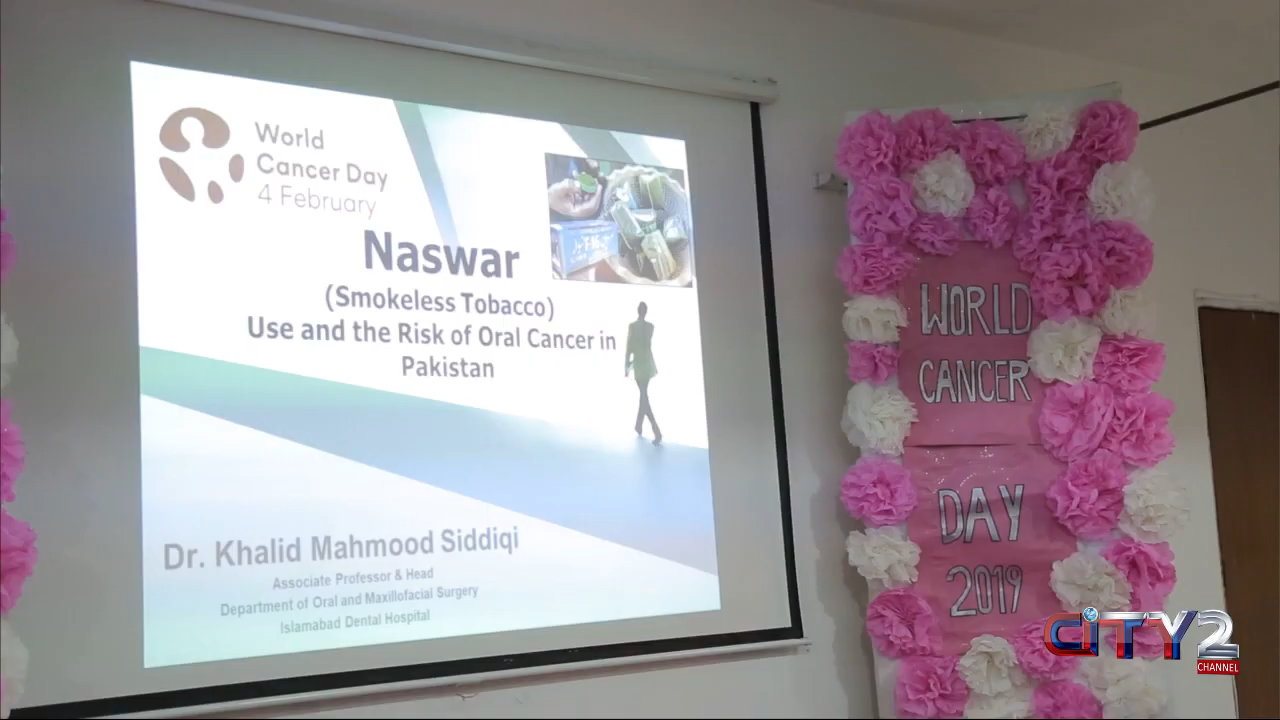 World
Cancer Day
4 February
Naswar
(Smokeless Tobacco)
Use and the Risk of Oral Cancer in
Pakistan
Dr. Khalid Mahmood Siddiqi
Associate Professor & Head
Department of Oral and Maxillofacial Surgery
Islamabad Dental Hospital
WORLD
CANCER
DAY
2019
CiTY2
CHANNEL